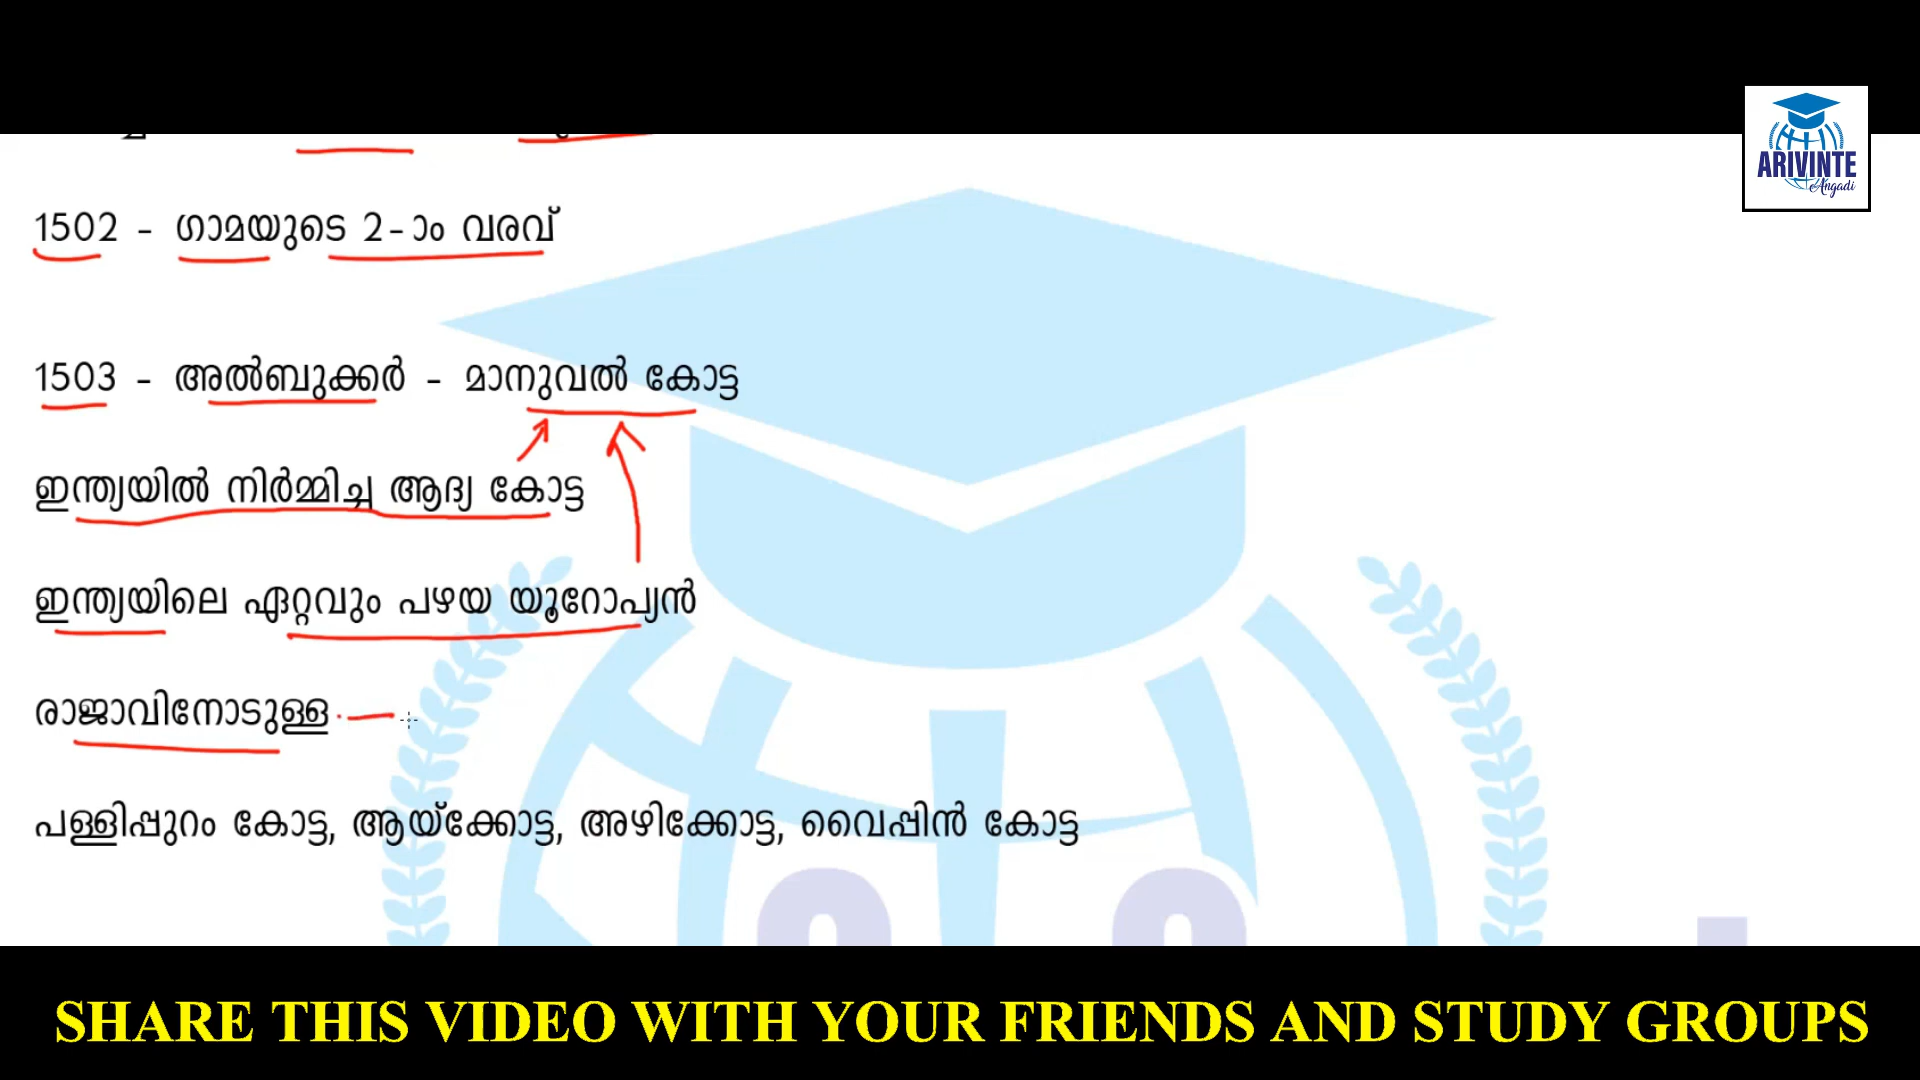 ARIVINTE
Angadi
1502 - ഗാമയുടെ 2-ാം വരവ്
1503 - അൽബുക്കർ - മാനുവൽ കോട്ട
ഇന്ത്യയിൽ നിർമ്മിച്ച ആദ്യ കോട്ട
ഇന്ത്യയിലെ ഏറ്റവും പഴയ യൂറോപ്യൻ
രാജാവിനോടുള്ള
പള്ളിപ്പുറം കോട്ട, ആയ്ക്കോട്ട, അഴിക്കോട്ട, വൈപ്പിൻ കോട്ട
SHARE THIS VIDEO WITH YOUR FRIENDS AND STUDY GROUPS